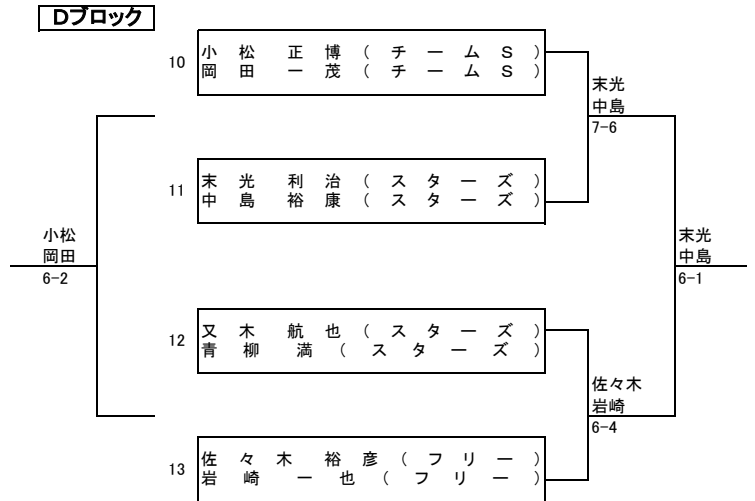 Dブロック
10
小松 正博(チームS)
岡田 一茂(チームS)
末光
中島
7-6
11
末光 利治(スターズ)
中島 裕康(スターズ)
小松
岡田
6-2
末光
中島
6-1
12
又木 航也(スターズ)
青柳 満(スターズ)
佐々木
岩崎
6-4
13
佐々木 裕彦(フリー)
岩崎 一也(フリー)